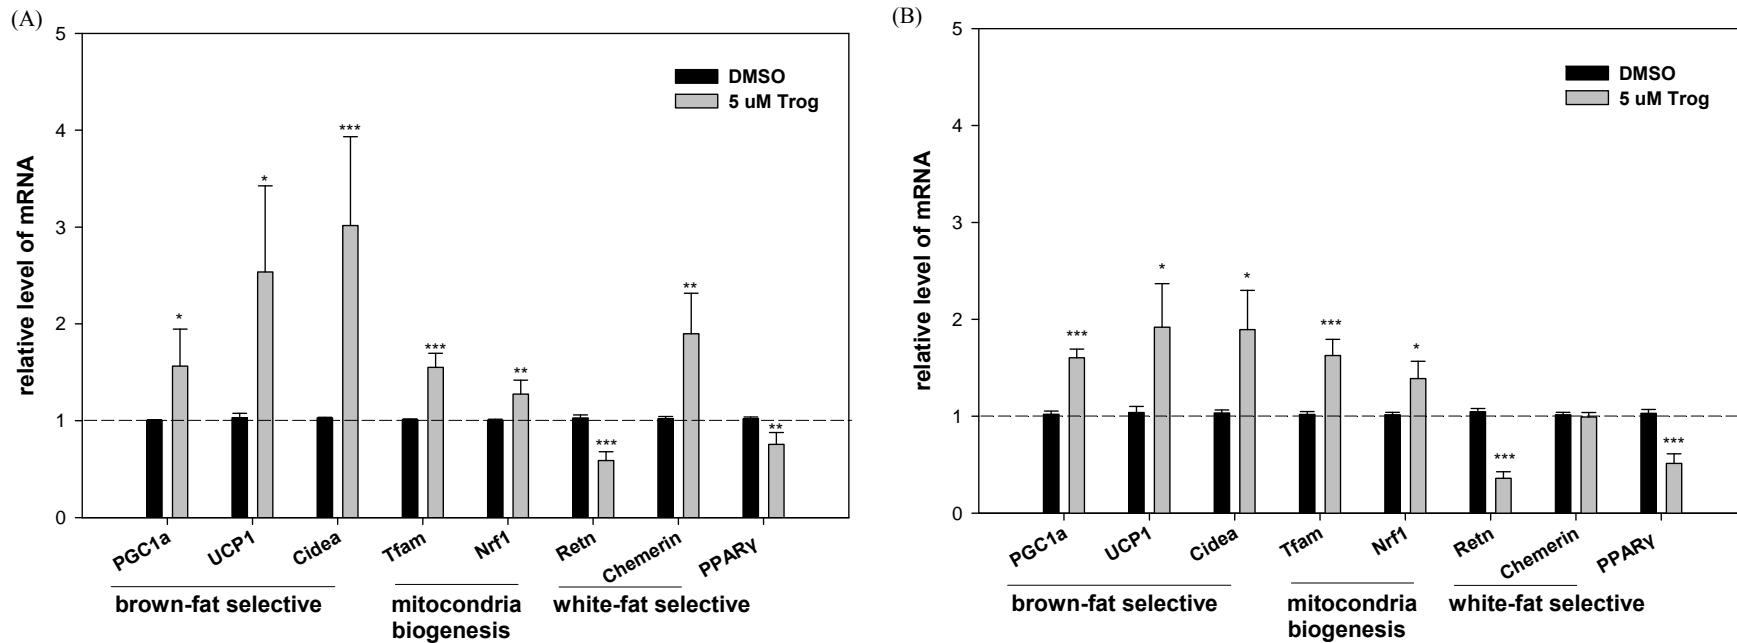 (A)
5
4
3
2
1
0
relative level of mRNA
DMSO
5 uM Trog
*
*
***
***
**
***
**
**
PGC1a
UCP1
Cidea
Tfam
Nrf1
Retn
Chemerin
PPARγ
brown-fat selective
mitocondria
biogenesis
white-fat selective
(B)
5
4
3
2
1
0
relative level of mRNA
DMSO
5 uM Trog
***
*
*
***
*
***
***
PGC1a
UCP1
Cidea
Tfam
Nrf1
Retn
Chemerin
PPARγ
brown-fat selective
mitocondria
biogenesis
white-fat selective